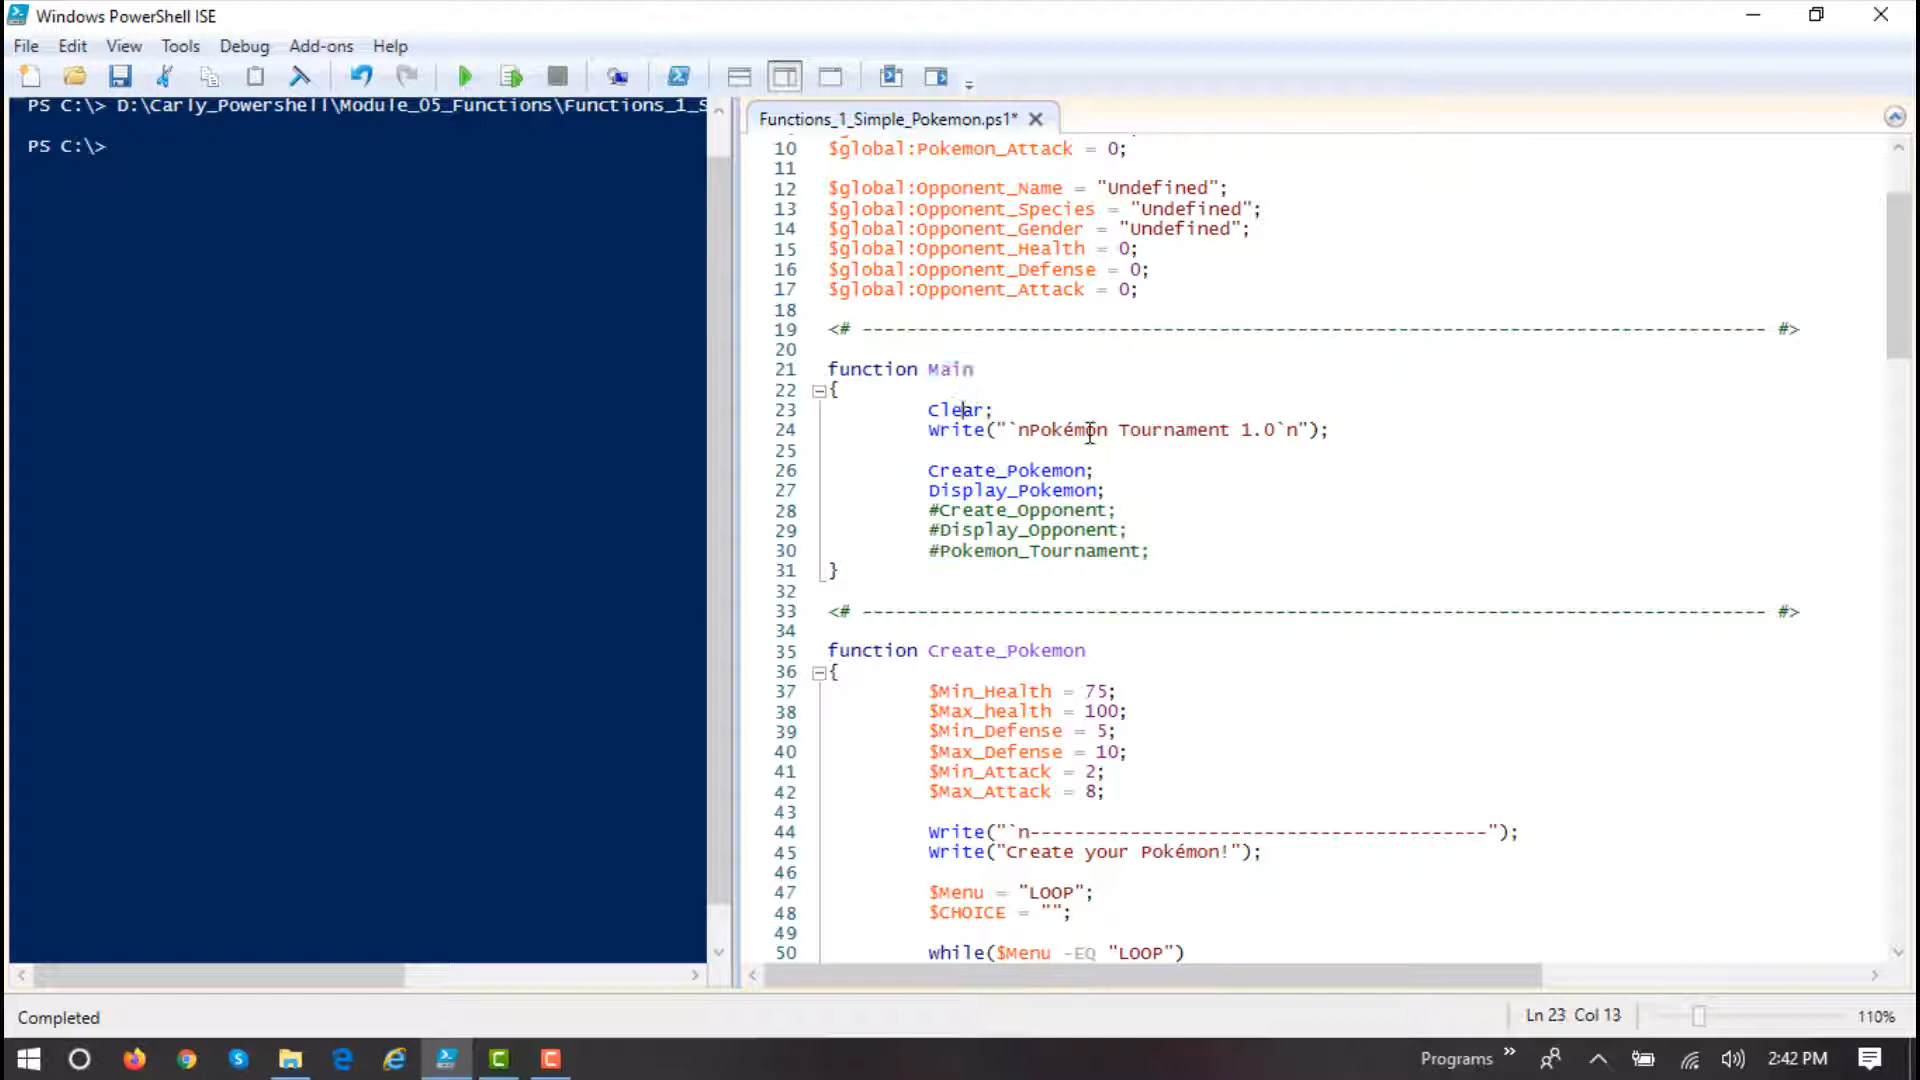 Windows PowerShell ISE
File Edit View Tools Debug Add-ons Help
PS C:\> D:\Carly_Powershell\Module_05_Functions\Functions_1_S
PS C:\>
Functions_1_Simple_Pokemon.ps1*
10 $global:Pokemon_Attack = 0;
11
12 $global:Opponent_Name = "Undefined";
13 $global:Opponent_Species = "Undefined";
14 $global:Opponent_Gender = "Undefined";
15 $global:Opponent_Health = 0;
16 $global:Opponent_Defense = 0;
17 $global:Opponent_Attack = 0;
18
19 <# -------------------------------------------------------------------------------- #>
20
21 function Main
22 {
23 Clear;
24 Write("`nPokémon Tournament 1.0`n");
25
26 Create_Pokemon;
27 Display_Pokemon;
28 #Create_Opponent;
29 #Display_Opponent;
30 #Pokemon_Tournament;
31 }
32
33 <# -------------------------------------------------------------------------------- #>
34
35 function Create_Pokemon
36 {
37 $Min_Health = 75;
38 $Max_health = 100;
39 $Min_Defense = 5;
40 $Max_Defense = 10;
41 $Min_Attack = 2;
42 $Max_Attack = 8;
43
44 Write("`n-----------------------------------------");
45 Write("Create your Pokémon!");
46
47 $Menu = "LOOP";
48 $CHOICE = "";
49
50 while($Menu -EQ "LOOP")
Completed
Ln 23 Col 13
110%
Programs »
2:42 PM